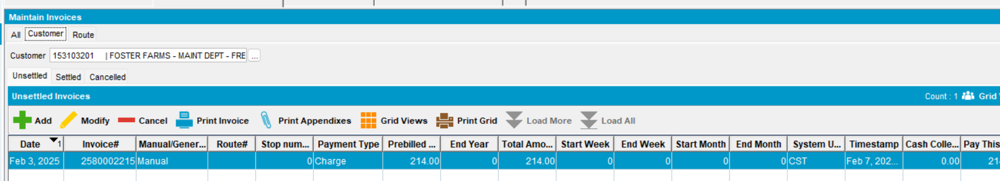 Maintain Invoices
All Customer Route
Customer 153103201 | FOSTER FARMS - MAINT DEPT - FRE ...
Unsettled Settled Cancelled
Unsettled Invoices Count : 1 Grid
Add Modify Cancel Print Invoice Print Appendixes Grid Views Print Grid Load More Load All
Date 1 Invoice# Manual/Gener... Route# Stop num... Payment Type Prebilled ... End Year Total Amo... Start Week End Week Start Month End Month System U... Timestamp Cash Colle... Pay This
Feb 3, 2025 2580002215 Manual 0 Charge 214.00 0 214.00 0 0 0 0 CST Feb 7, 202... 0.00 21